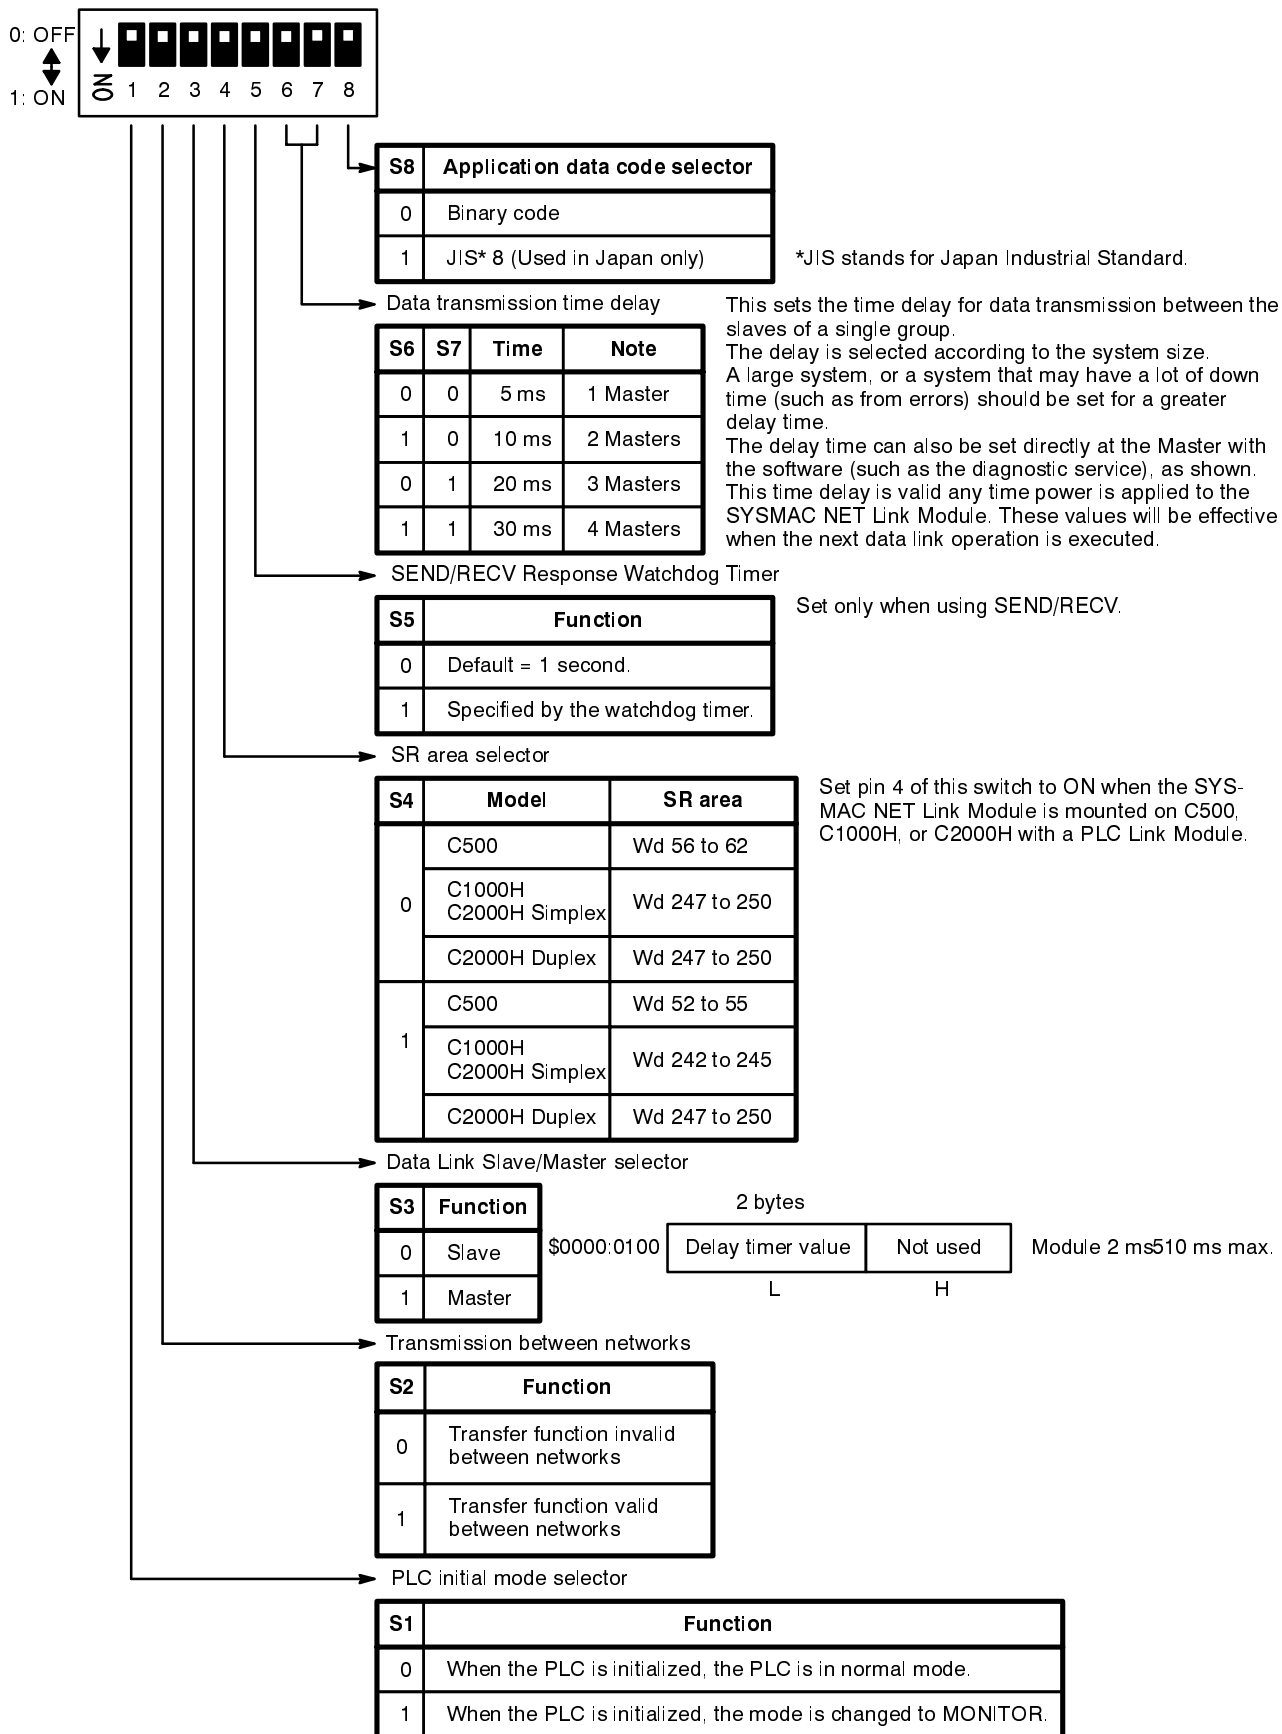 0: OFF
1: ON
ON
1 2 3 4 5 6 7 8
S8 Application data code selector
0 Binary code
1 JIS* 8 (Used in Japan only)
*JIS stands for Japan Industrial Standard.
Data transmission time delay
S6 S7 Time Note
0 0 5 ms 1 Master
1 0 10 ms 2 Masters
0 1 20 ms 3 Masters
1 1 30 ms 4 Masters
This sets the time delay for data transmission between the
slaves of a single group.
The delay is selected according to the system size.
A large system, or a system that may have a lot of down
time (such as from errors) should be set for a greater
delay time.
The delay time can also be set directly at the Master with
the software (such as the diagnostic service), as shown.
This time delay is valid any time power is applied to the
SYSMAC NET Link Module. These values will be effective
when the next data link operation is executed.
SEND/RECV Response Watchdog Timer
S5 Function
0 Default = 1 second.
1 Specified by the watchdog timer.
Set only when using SEND/RECV.
SR area selector
S4 Model SR area
0
C500 Wd 56 to 62
C1000H
C2000H Simplex
Wd 247 to 250
C2000H Duplex Wd 247 to 250
1
C500 Wd 52 to 55
C1000H
C2000H Simplex
Wd 242 to 245
C2000H Duplex Wd 247 to 250
Set pin 4 of this switch to ON when the SYS-
MAC NET Link Module is mounted on C500,
C1000H, or C2000H with a PLC Link Module.
Data Link Slave/Master selector
S3 Function
0 Slave
1 Master
2 bytes
$0000:0100 Delay timer value Not used Module 2 ms510 ms max.
L H
Transmission between networks
S2 Function
0 Transfer function invalid
between networks
1 Transfer function valid
between networks
PLC initial mode selector
S1 Function
0 When the PLC is initialized, the PLC is in normal mode.
1 When the PLC is initialized, the mode is changed to MONITOR.